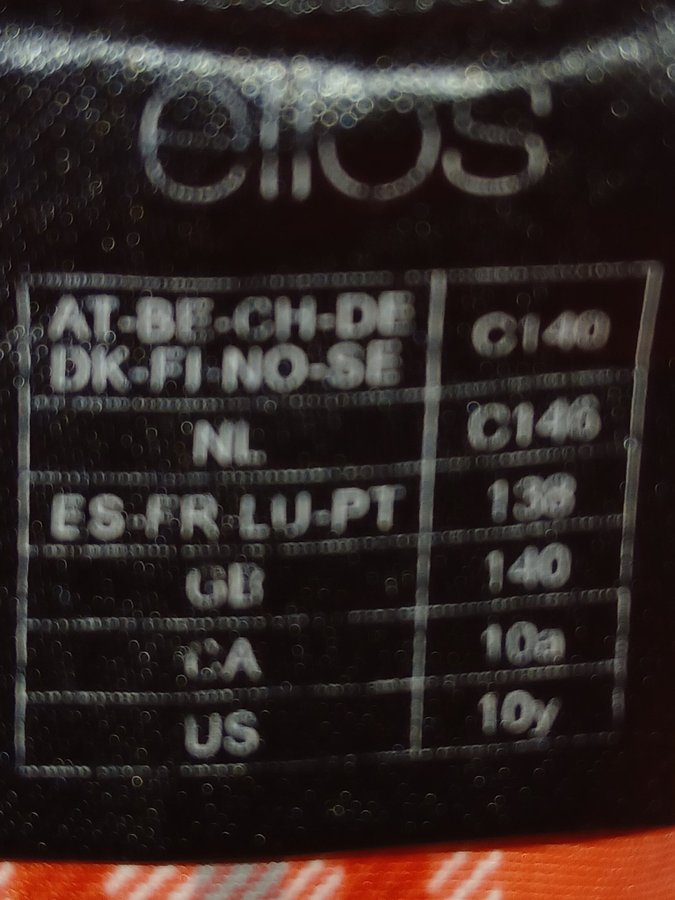 elios
AT-BE-CH-DE
DK-FI-NO-SE
C140
NL
C146
ES-FR-LU-PT
138
GB
140
CA
10a
US
10y